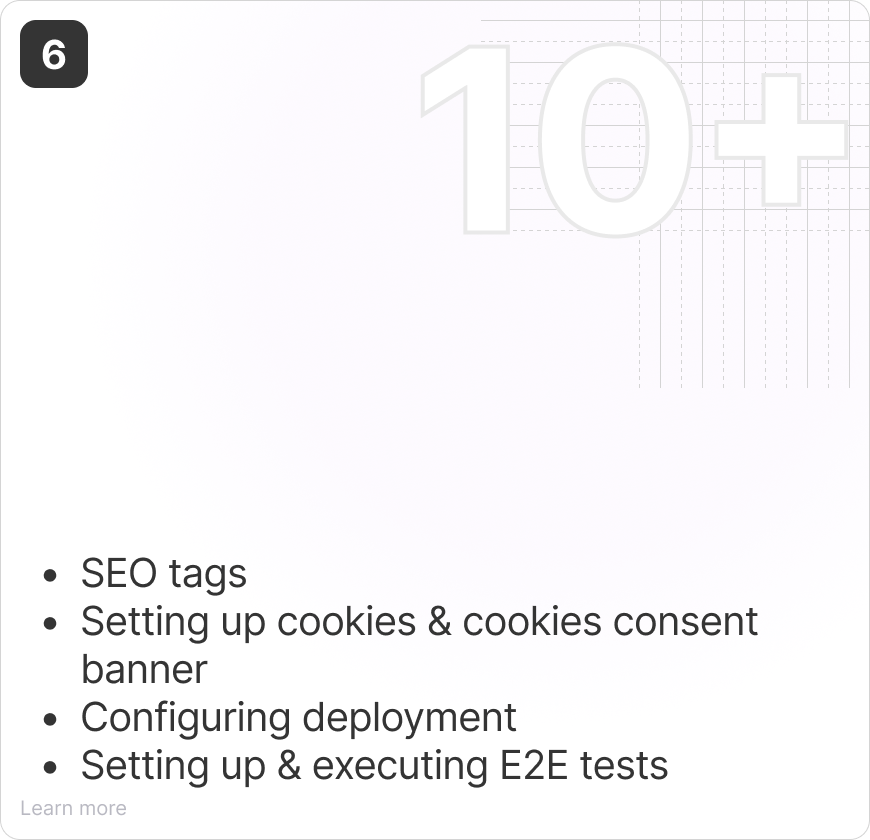 6
10+
• SEO tags
• Setting up cookies & cookies consent
banner
• Configuring deployment
• Setting up & executing E2E tests
Learn more